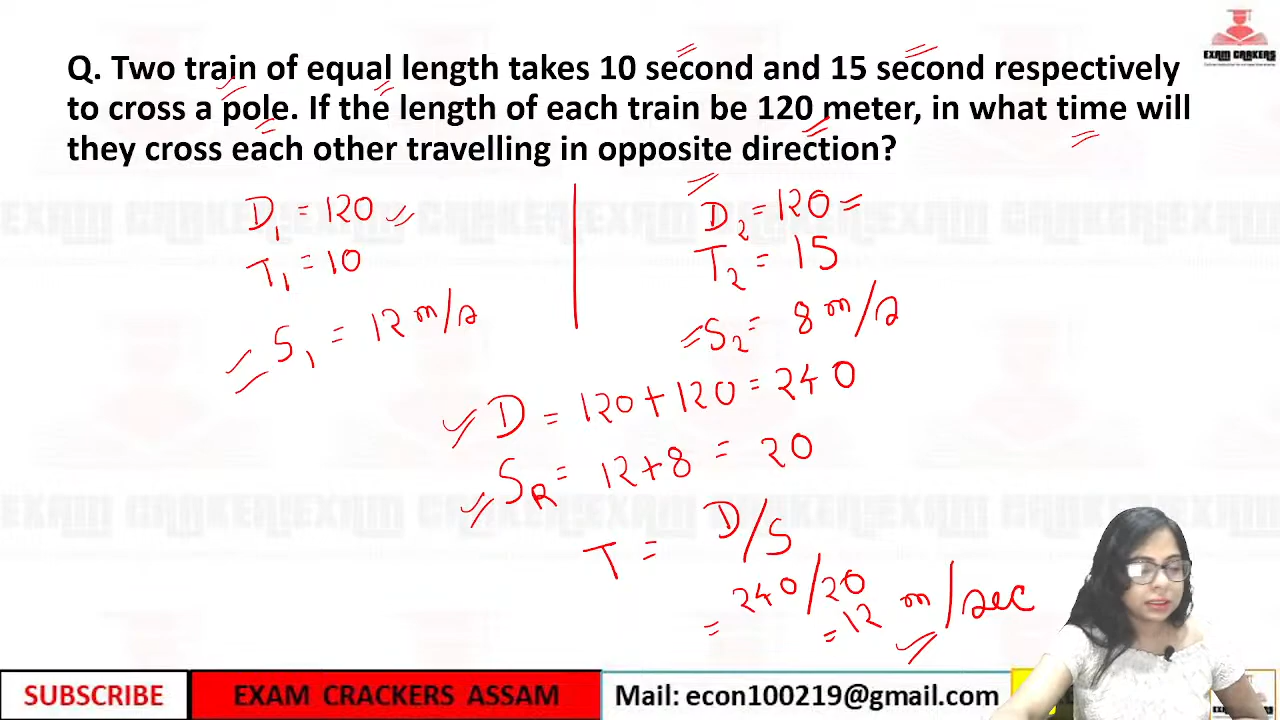 EXAM CRACKERS
Q. Two train of equal length takes 10 second and 15 second respectively
to cross a pole. If the length of each train be 120 meter, in what time will
they cross each other travelling in opposite direction?
D1 = 120
T1 = 10
S1 = 12 m/s
D2 = 120
T2 = 15
S2 = 8 m/s
D = 120 + 120 = 240
SR = 12 + 8 = 20
T = D/S
= 240/20
= 12 m/sec
SUBSCRIBE
EXAM CRACKERS ASSAM
Mail: econ100219@gmail.com